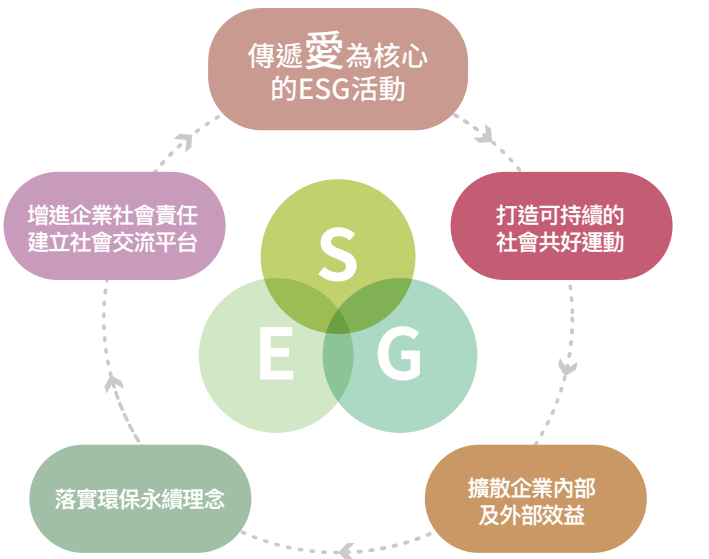 傳遞愛為核心
的ESG活動
增進企業社會責任
建立社會交流平台
打造可持續的
社會共好運動
S
E
G
落實環保永續理念
擴散企業內部
及外部效益